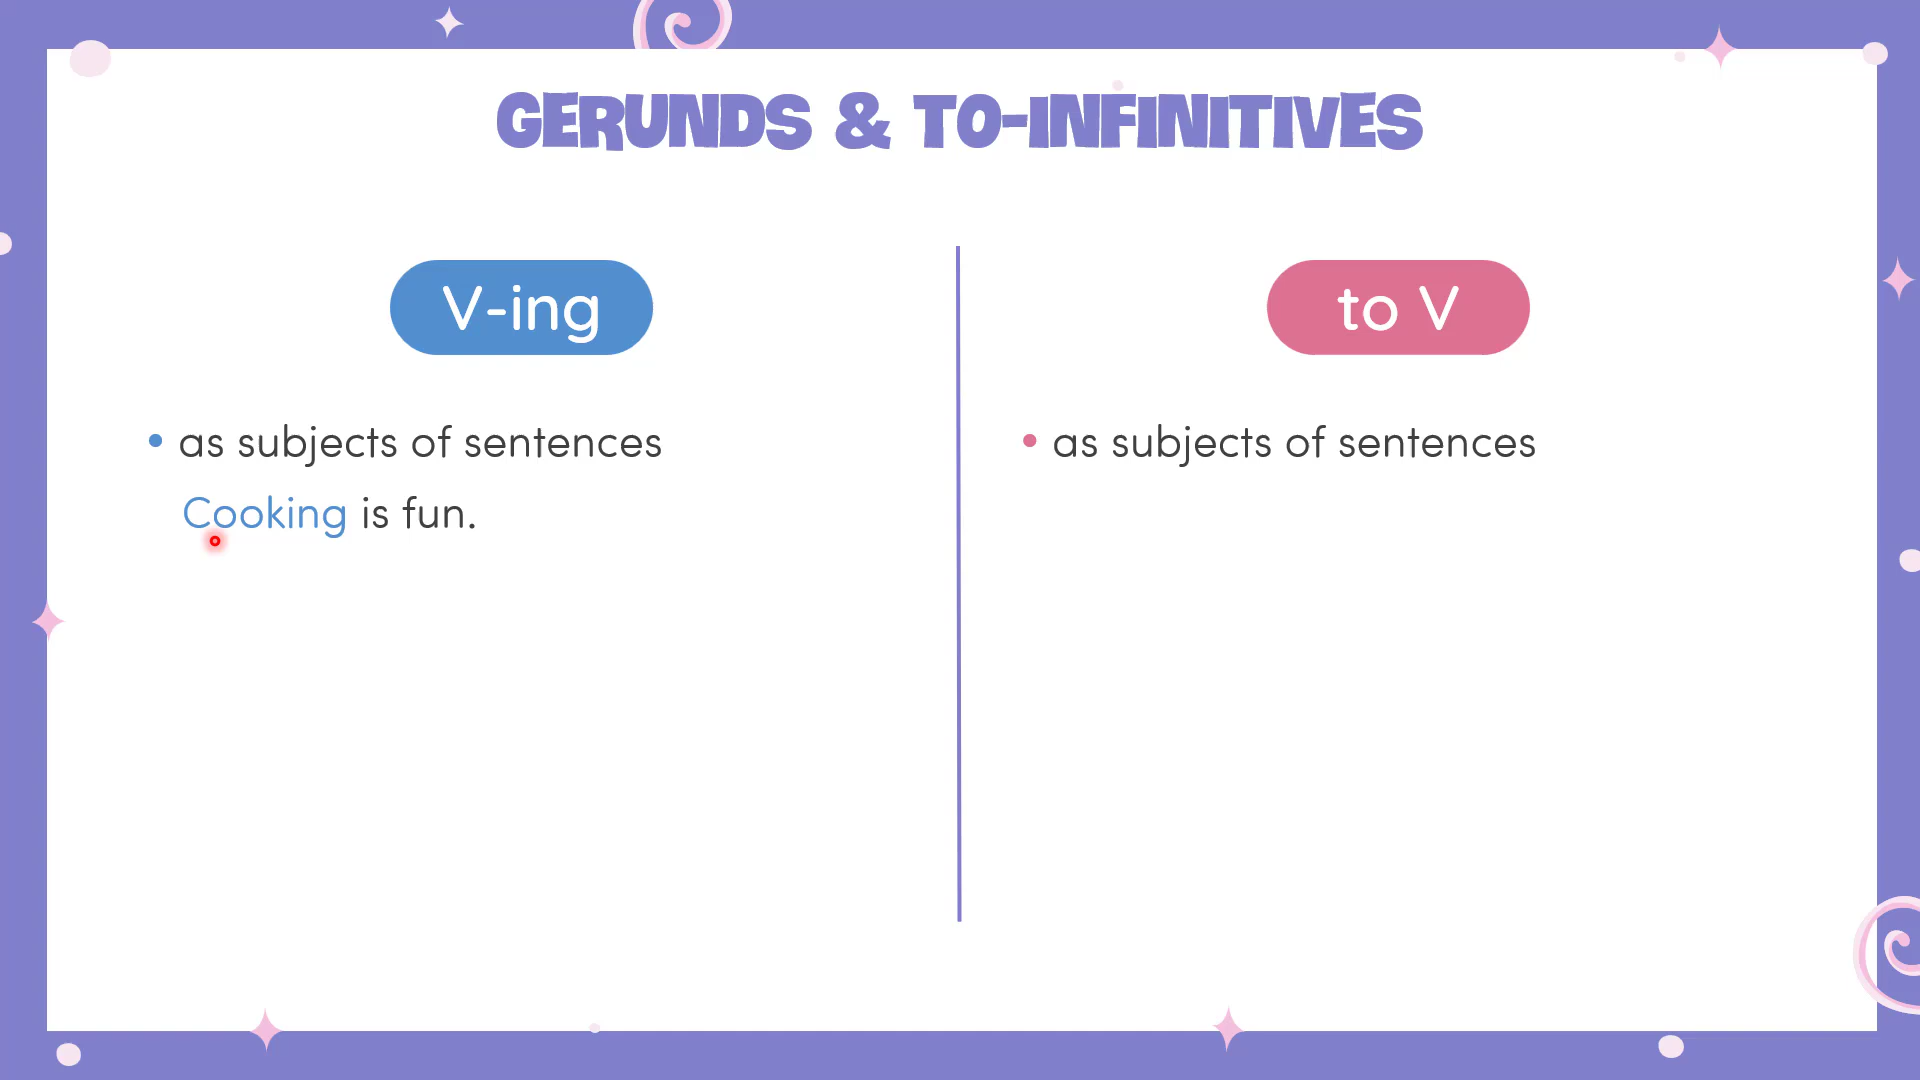 GERUNDS & TO-INFINITIVES
V-ing
• as subjects of sentences
Cooking is fun.
to V
• as subjects of sentences